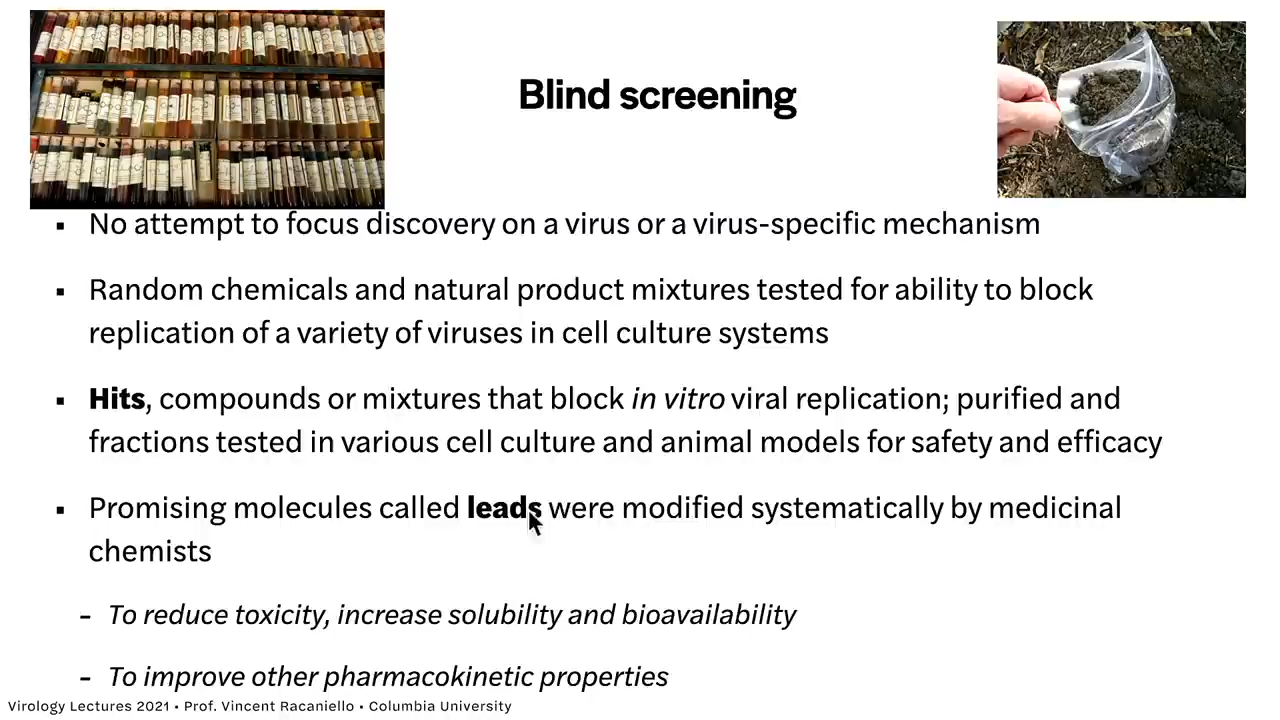 Blind screening
▪ No attempt to focus discovery on a virus or a virus-specific mechanism
▪ Random chemicals and natural product mixtures tested for ability to block
replication of a variety of viruses in cell culture systems
▪ Hits, compounds or mixtures that block in vitro viral replication; purified and
fractions tested in various cell culture and animal models for safety and efficacy
▪ Promising molecules called leads were modified systematically by medicinal
chemists
- To reduce toxicity, increase solubility and bioavailability
- To improve other pharmacokinetic properties
Virology Lectures 2021 • Prof. Vincent Racaniello • Columbia University